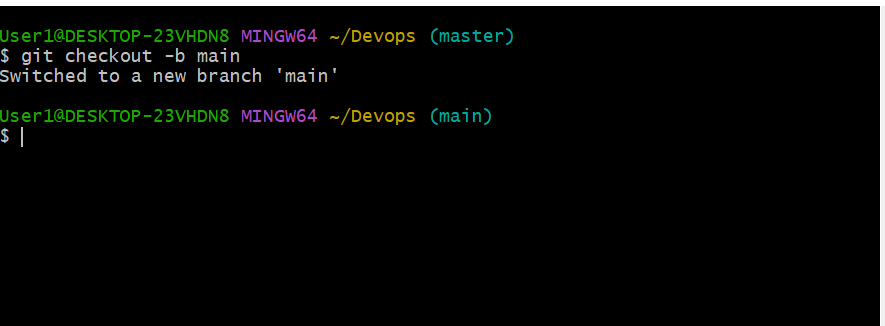 User1@DESKTOP-23VHDN8 MINGW64 ~/Devops (master)
$ git checkout -b main
Switched to a new branch 'main'
User1@DESKTOP-23VHDN8 MINGW64 ~/Devops (main)
$